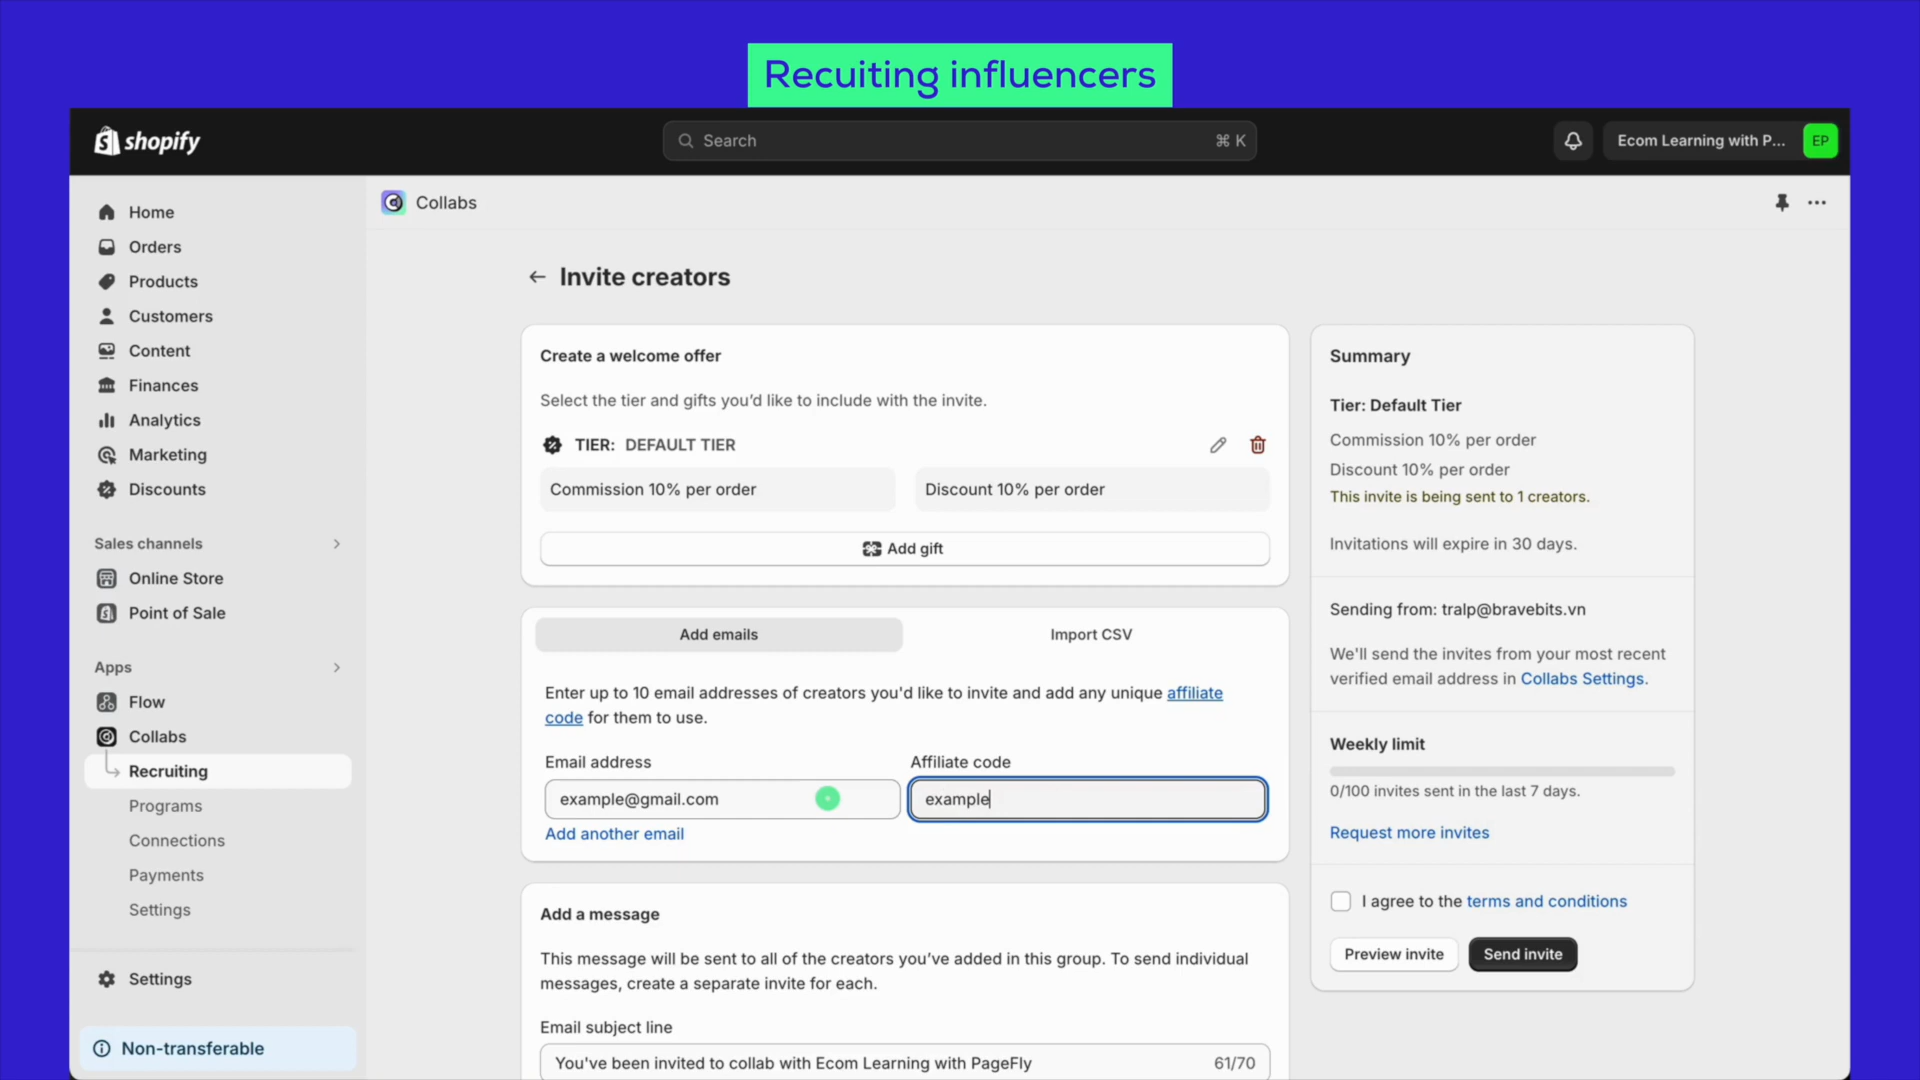 Recuiting influencers
shopify
Search
⌘ K
Ecom Learning with P...
EP
Home
Orders
Products
Customers
Content
Finances
Analytics
Marketing
Discounts
Sales channels
Online Store
Point of Sale
Apps
Flow
Collabs
Recruiting
Programs
Connections
Payments
Settings
Settings
Non-transferable
Collabs
Invite creators
Create a welcome offer
Select the tier and gifts you’d like to include with the invite.
TIER: DEFAULT TIER
Commission 10% per order
Discount 10% per order
Add gift
Add emails
Import CSV
Enter up to 10 email addresses of creators you'd like to invite and add any unique affiliate
code for them to use.
Email address
Affiliate code
example@gmail.com
example
Add another email
Add a message
This message will be sent to all of the creators you’ve added in this group. To send individual
messages, create a separate invite for each.
Email subject line
You've been invited to collab with Ecom Learning with PageFly
61/70
Summary
Tier: Default Tier
Commission 10% per order
Discount 10% per order
This invite is being sent to 1 creators.
Invitations will expire in 30 days.
Sending from: tralp@bravebits.vn
We'll send the invites from your most recent
verified email address in Collabs Settings.
Weekly limit
0/100 invites sent in the last 7 days.
Request more invites
I agree to the terms and conditions
Preview invite
Send invite